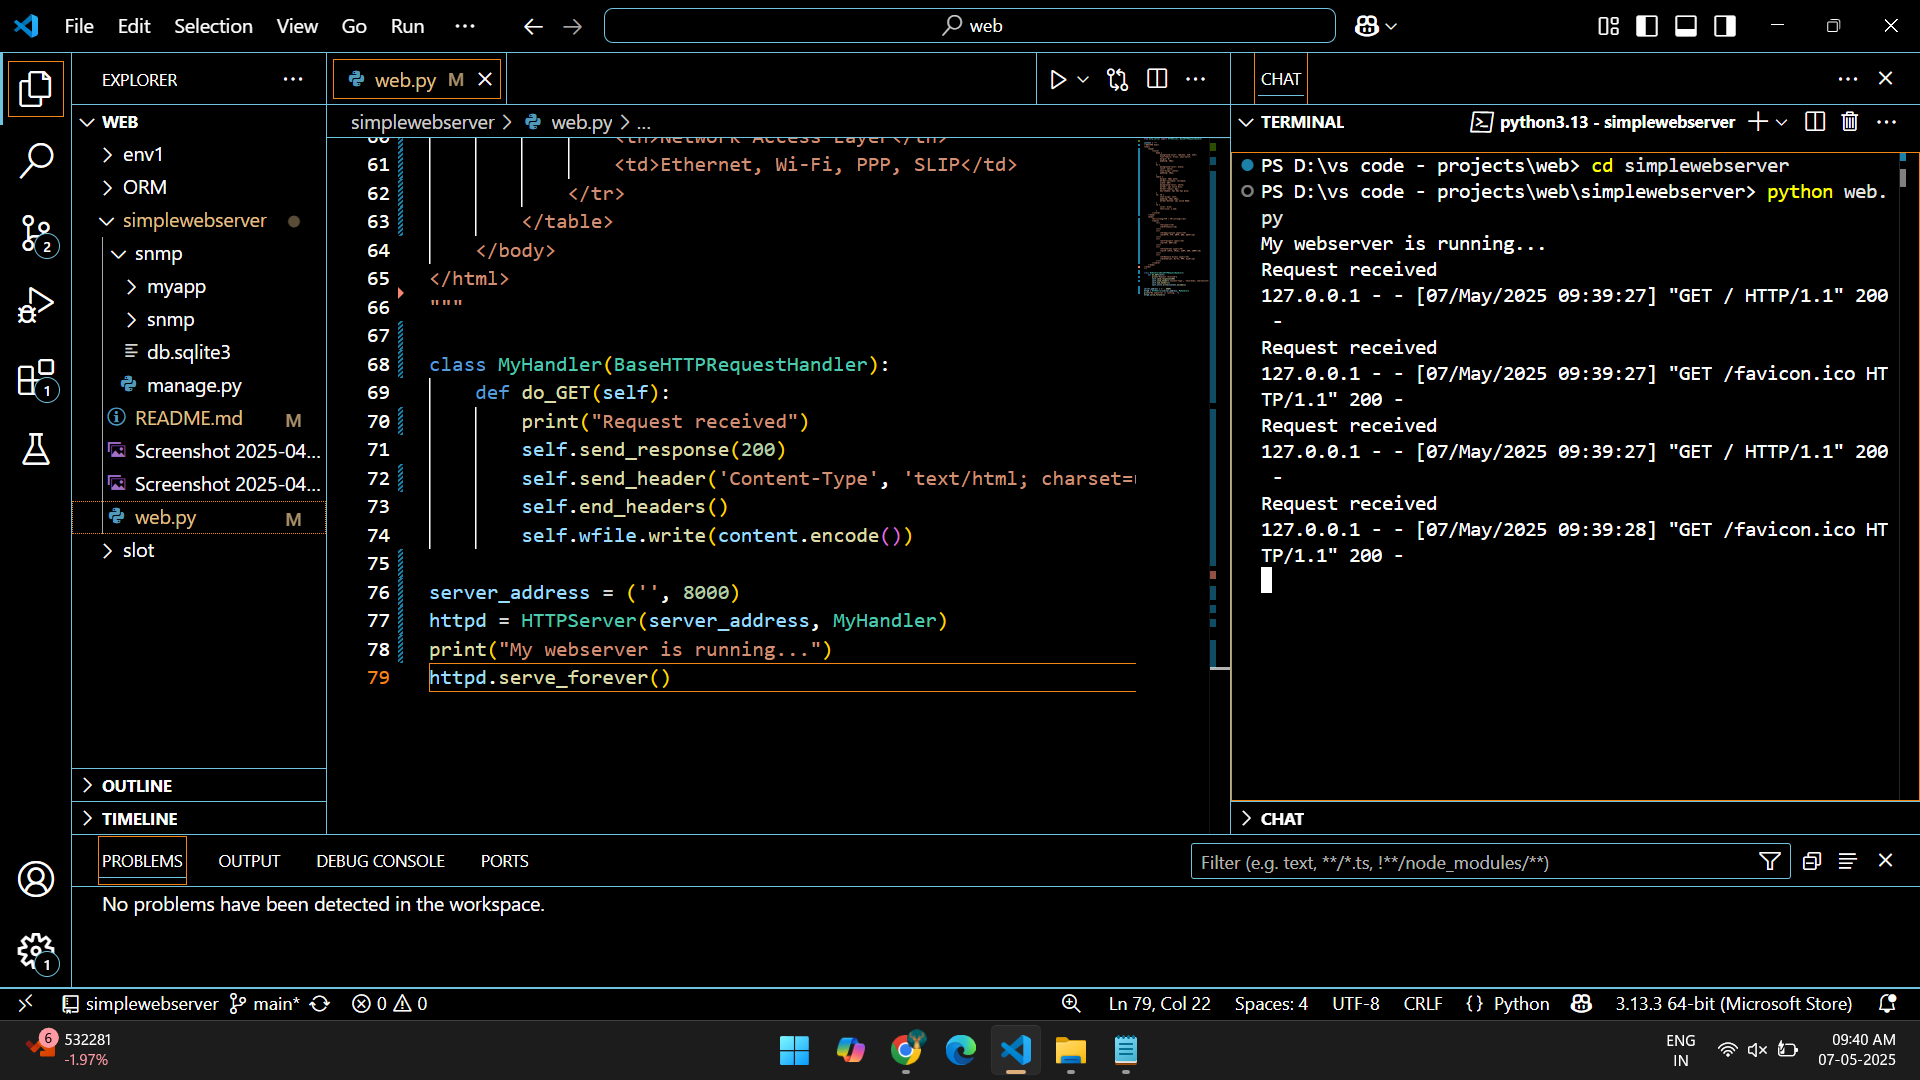 File Edit Selection View Go Run ···
web
EXPLORER ···
WEB
env1
ORM
simplewebserver
snmp
myapp
snmp
db.sqlite3
manage.py
README.md M
Screenshot 2025-04...
Screenshot 2025-04...
web.py M
slot
OUTLINE
TIMELINE
2
1
1
web.py M
simplewebserver > web.py > ...
<th>Network Access Layer</th>
61 <td>Ethernet, Wi-Fi, PPP, SLIP</td>
62 </tr>
63 </table>
64 </body>
65 </html>
66 """
67
68 class MyHandler(BaseHTTPRequestHandler):
69 def do_GET(self):
70 print("Request received")
71 self.send_response(200)
72 self.send_header('Content-Type', 'text/html; charset=
73 self.end_headers()
74 self.wfile.write(content.encode())
75
76 server_address = ('', 8000)
77 httpd = HTTPServer(server_address, MyHandler)
78 print("My webserver is running...")
79 httpd.serve_forever()
CHAT ···
TERMINAL python3.13 - simplewebserver ···
PS D:\vs code - projects\web> cd simplewebserver
PS D:\vs code - projects\web\simplewebserver> python web.
py
My webserver is running...
Request received
127.0.0.1 - - [07/May/2025 09:39:27] "GET / HTTP/1.1" 200
-
Request received
127.0.0.1 - - [07/May/2025 09:39:27] "GET /favicon.ico HT
TP/1.1" 200 -
Request received
127.0.0.1 - - [07/May/2025 09:39:27] "GET / HTTP/1.1" 200
-
Request received
127.0.0.1 - - [07/May/2025 09:39:28] "GET /favicon.ico HT
TP/1.1" 200 -
CHAT
PROBLEMS OUTPUT DEBUG CONSOLE PORTS
Filter (e.g. text, **/*.ts, !**/node_modules/**)
No problems have been detected in the workspace.
simplewebserver main* 0 0
Ln 79, Col 22 Spaces: 4 UTF-8 CRLF {} Python 3.13.3 64-bit (Microsoft Store)
6
532281
-1.97%
ENG
IN
09:40 AM
07-05-2025